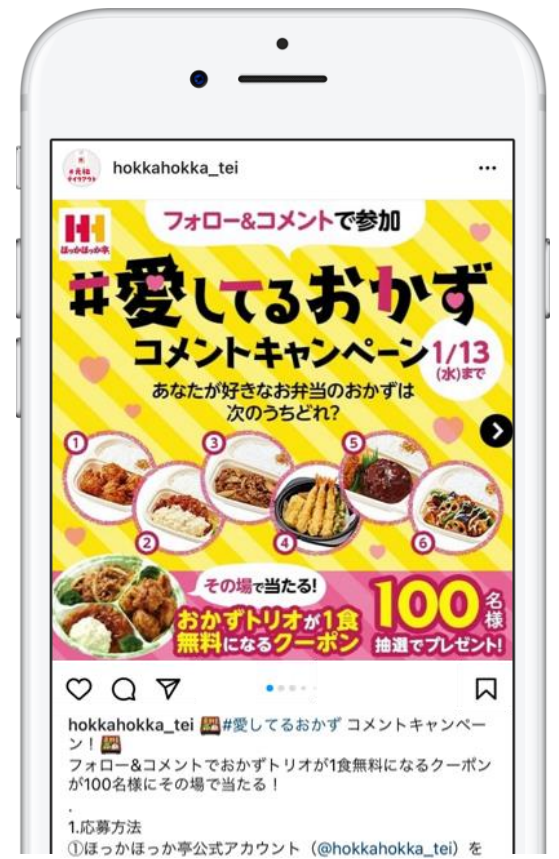 hokkahokka_tei
...
フォロー&コメントで参加
H
ほっかほっか亭
#愛してるおかず
コメントキャンペーン
1/13
(水)まで
あなたが好きなお弁当のおかずは
次のうちどれ?
1
2
3
4
5
6
その場で当たる!
おかずトリオが1食
無料になるクーポン
100名様
抽選でプレゼント!
hokkahokka_tei 🍱#愛してるおかず コメントキャンペー
ン!🍱
フォロー&コメントでおかずトリオが1食無料になるクーポン
が100名様にその場で当たる!
.
1.応募方法
①ほっかほっか亭公式アカウント(@hokkahokka_tei)を